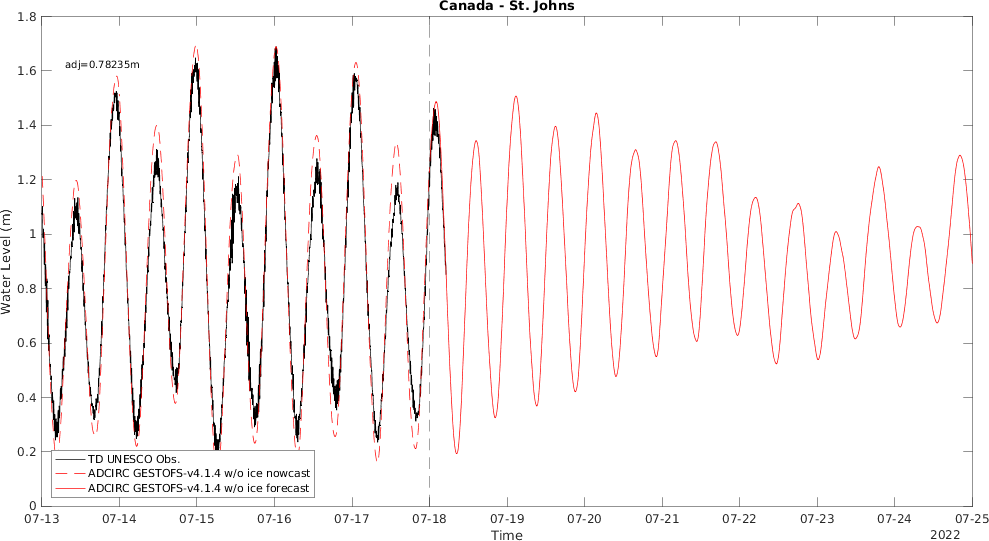 Canada - St. Johns
1.8
adj=0.78235m
1.6
1.4
1.2
1
0.8
0.6
0.4
0.2
0
Water Level (m)
TD UNESCO Obs.
ADCIRC GESTOFS-v4.1.4 w/o ice nowcast
ADCIRC GESTOFS-v4.1.4 w/o ice forecast
07-13 07-14 07-15 07-16 07-17 07-18 07-19 07-20 07-21 07-22 07-23 07-24 07-25
Time
2022